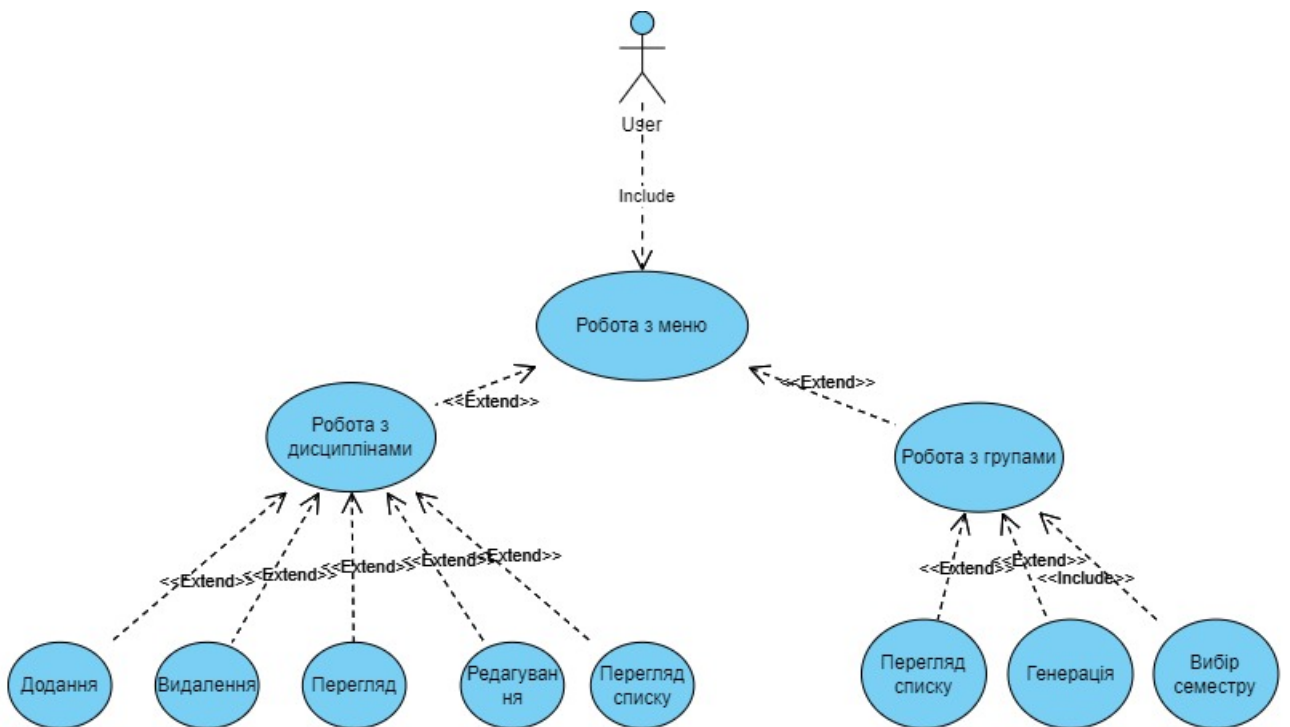 User
Include
Робота з меню
<<Extend>>
<<Extend>>
Робота з
дисциплінами
Робота з групами
<<Extend>>
<<Extend>>
<<Extend>>
<<Extend>>
<<Extend>>
<<Extend>>
<<Extend>>
<<Include>>
Додання
Видалення
Перегляд
Редагуван
ня
Перегляд
списку
Перегляд
списку
Генерація
Вибір
семестру